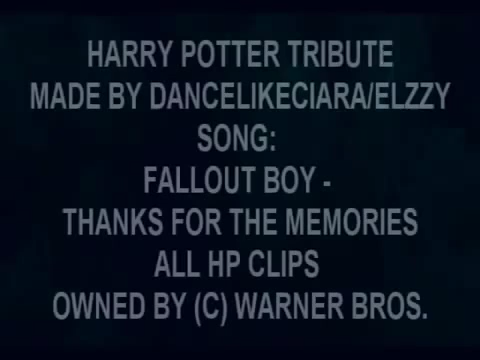 HARRY POTTER TRIBUTE
MADE BY DANCELIKECIARA/ELZZY
SONG:
FALLOUT BOY -
THANKS FOR THE MEMORIES
ALL HP CLIPS
OWNED BY (C) WARNER BROS.